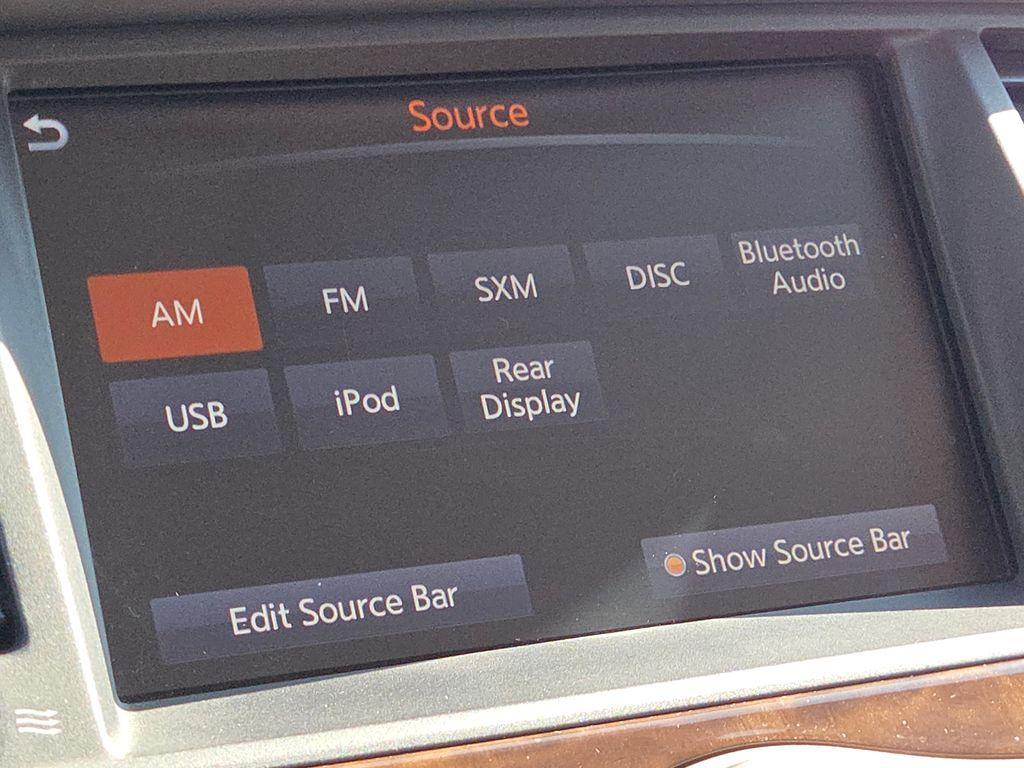 Source
AM
FM
SXM
DISC
Bluetooth
Audio
USB
iPod
Rear
Display
Edit Source Bar
Show Source Bar